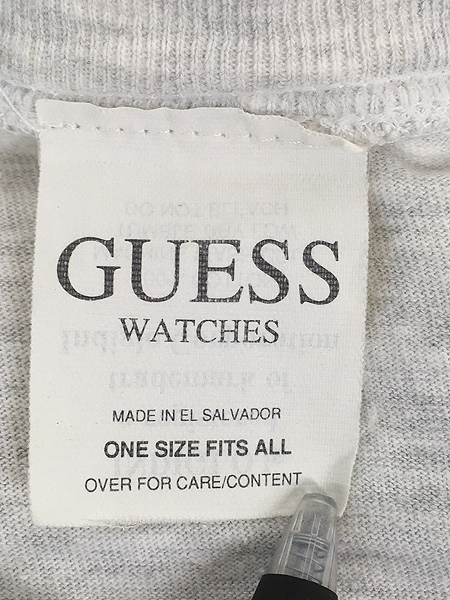 GUESS
WATCHES
MADE IN EL SALVADOR
ONE SIZE FITS ALL
OVER FOR CARE/CONTENT